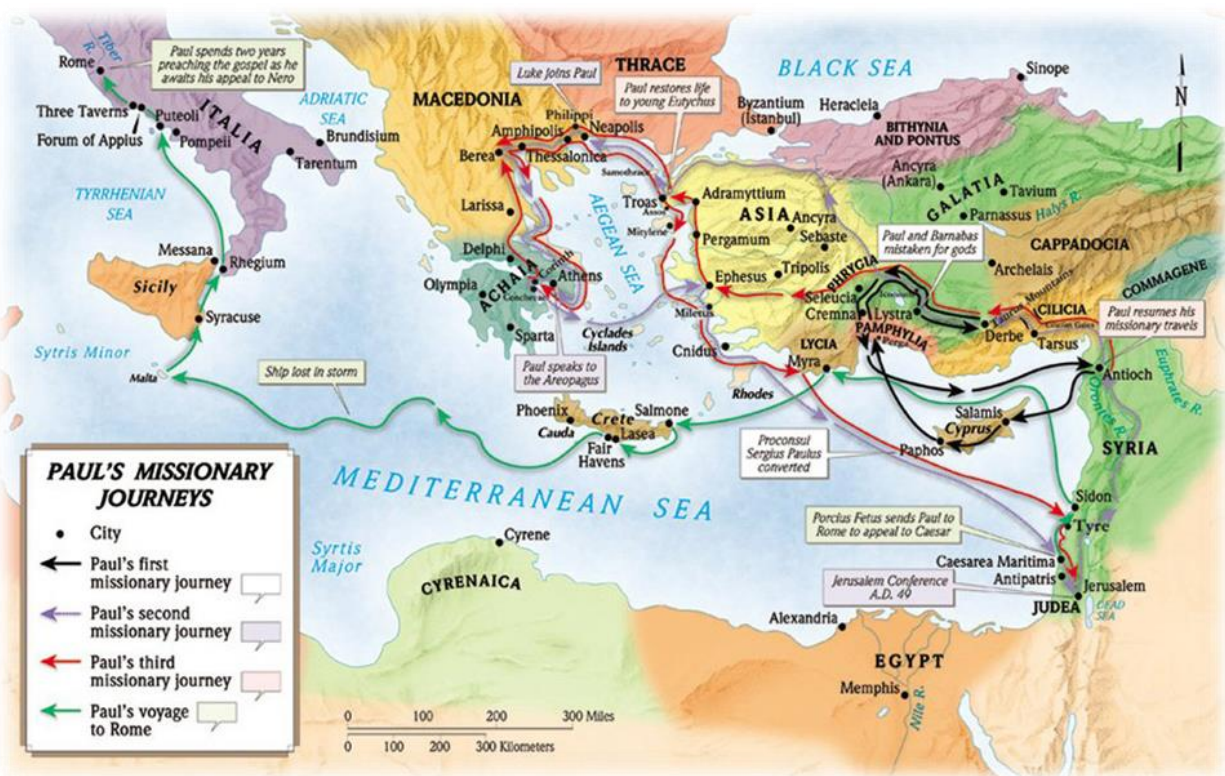 Tiber
R.
Rome
Paul spends two years
preaching the gospel as he
awaits his appeal to Nero
Three Taverns
Forum of Appius
Puteoli
Pompeii
ITALIA
ADRIATIC
SEA
Brundisium
Tarentum
TYRRHENIAN
SEA
Messana
Rhegium
Sicily
Syracuse
Sytris Minor
Malta
Ship lost in storm
MACEDONIA
THRACE
Luke joins Paul
Paul restores life
to young Eutychus
BLACK SEA
Sinope
Byzantium
(Istanbul)
Heracleia
BITHYNIA
AND PONTUS
N
Philippi
Amphipolis
Neapolis
Berea
Thessalonica
Samothrace
Larissa
AEGEAN SEA
Troas
Assos
Mitylene
Adramyttium
ASIA
Ancyra
Sebaste
Pergamum
Tripolis
Ephesus
Miletus
Ancyra
(Ankara)
GALATIA
Tavium
Parnassus
Halys R.
Paul and Barnabas
mistaken for gods
CAPPADOCIA
Archelais
COMMAGENE
Delphi
ACHAIA
Corinth
Athens
Olympia
Sparta
Cyclades
Islands
Paul speaks to
the Areopagus
Cnidus
Rhodes
PHRYGIA
Seleucia
Cremna
Lystra
PAMPHYLIA
Perga
LYCIA
Myra
Derbe
Taurus Mountains
CILICIA
Cilician Gates
Tarsus
Paul resumes his
missionary travels
Antioch
Orontes R.
Euphrates R.
SYRIA
Salamis
Cyprus
Paphos
Proconsul
Sergius Paulus
converted
Phoenix
Cauda
Crete
Salmone
Lasea
Fair
Havens
MEDITERRANEAN SEA
Sidon
Tyre
Porcius Fetus sends Paul to
Rome to appeal to Caesar
Caesarea Maritima
Antipatris
Jerusalem Conference
A.D. 49
Jerusalem
JUDEA
DEAD
SEA
Syrtis
Major
Cyrene
CYRENAICA
Alexandria
EGYPT
Memphis
Nile R.
PAUL'S MISSIONARY
JOURNEYS
City
Paul's first
missionary journey
Paul's second
missionary journey
Paul's third
missionary journey
Paul's voyage
to Rome
0 100 200 300 Miles
0 100 200 300 Kilometers